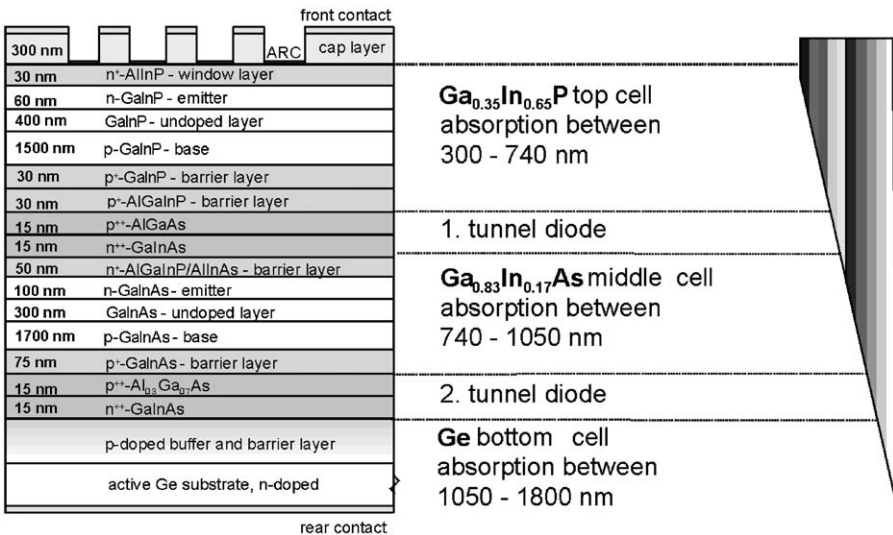 front contact
300 nm ARC cap layer
30 nm n⁺-AlInP - window layer
60 nm n-GaInP - emitter
400 nm GaInP - undoped layer
1500 nm p-GaInP - base
30 nm p⁺-GaInP - barrier layer
30 nm p⁺-AlGaInP - barrier layer
15 nm p⁺⁺-AlGaAs
15 nm n⁺⁺-GaInAs
50 nm n⁺-AlGaInP/AlInAs - barrier layer
100 nm n-GaInAs - emitter
300 nm GaInAs - undoped layer
1700 nm p-GaInAs - base
75 nm p⁺-GaInAs - barrier layer
15 nm p⁺⁺-Al₀.₃Ga₀.₇As
15 nm n⁺⁺-GaInAs
p-doped buffer and barrier layer
active Ge substrate, n-doped
rear contact
Ga₀.₃₅In₀.₆₅P top cell
absorption between
300 - 740 nm
1. tunnel diode
Ga₀.₈₃In₀.₁₇As middle cell
absorption between
740 - 1050 nm
2. tunnel diode
Ge bottom cell
absorption between
1050 - 1800 nm